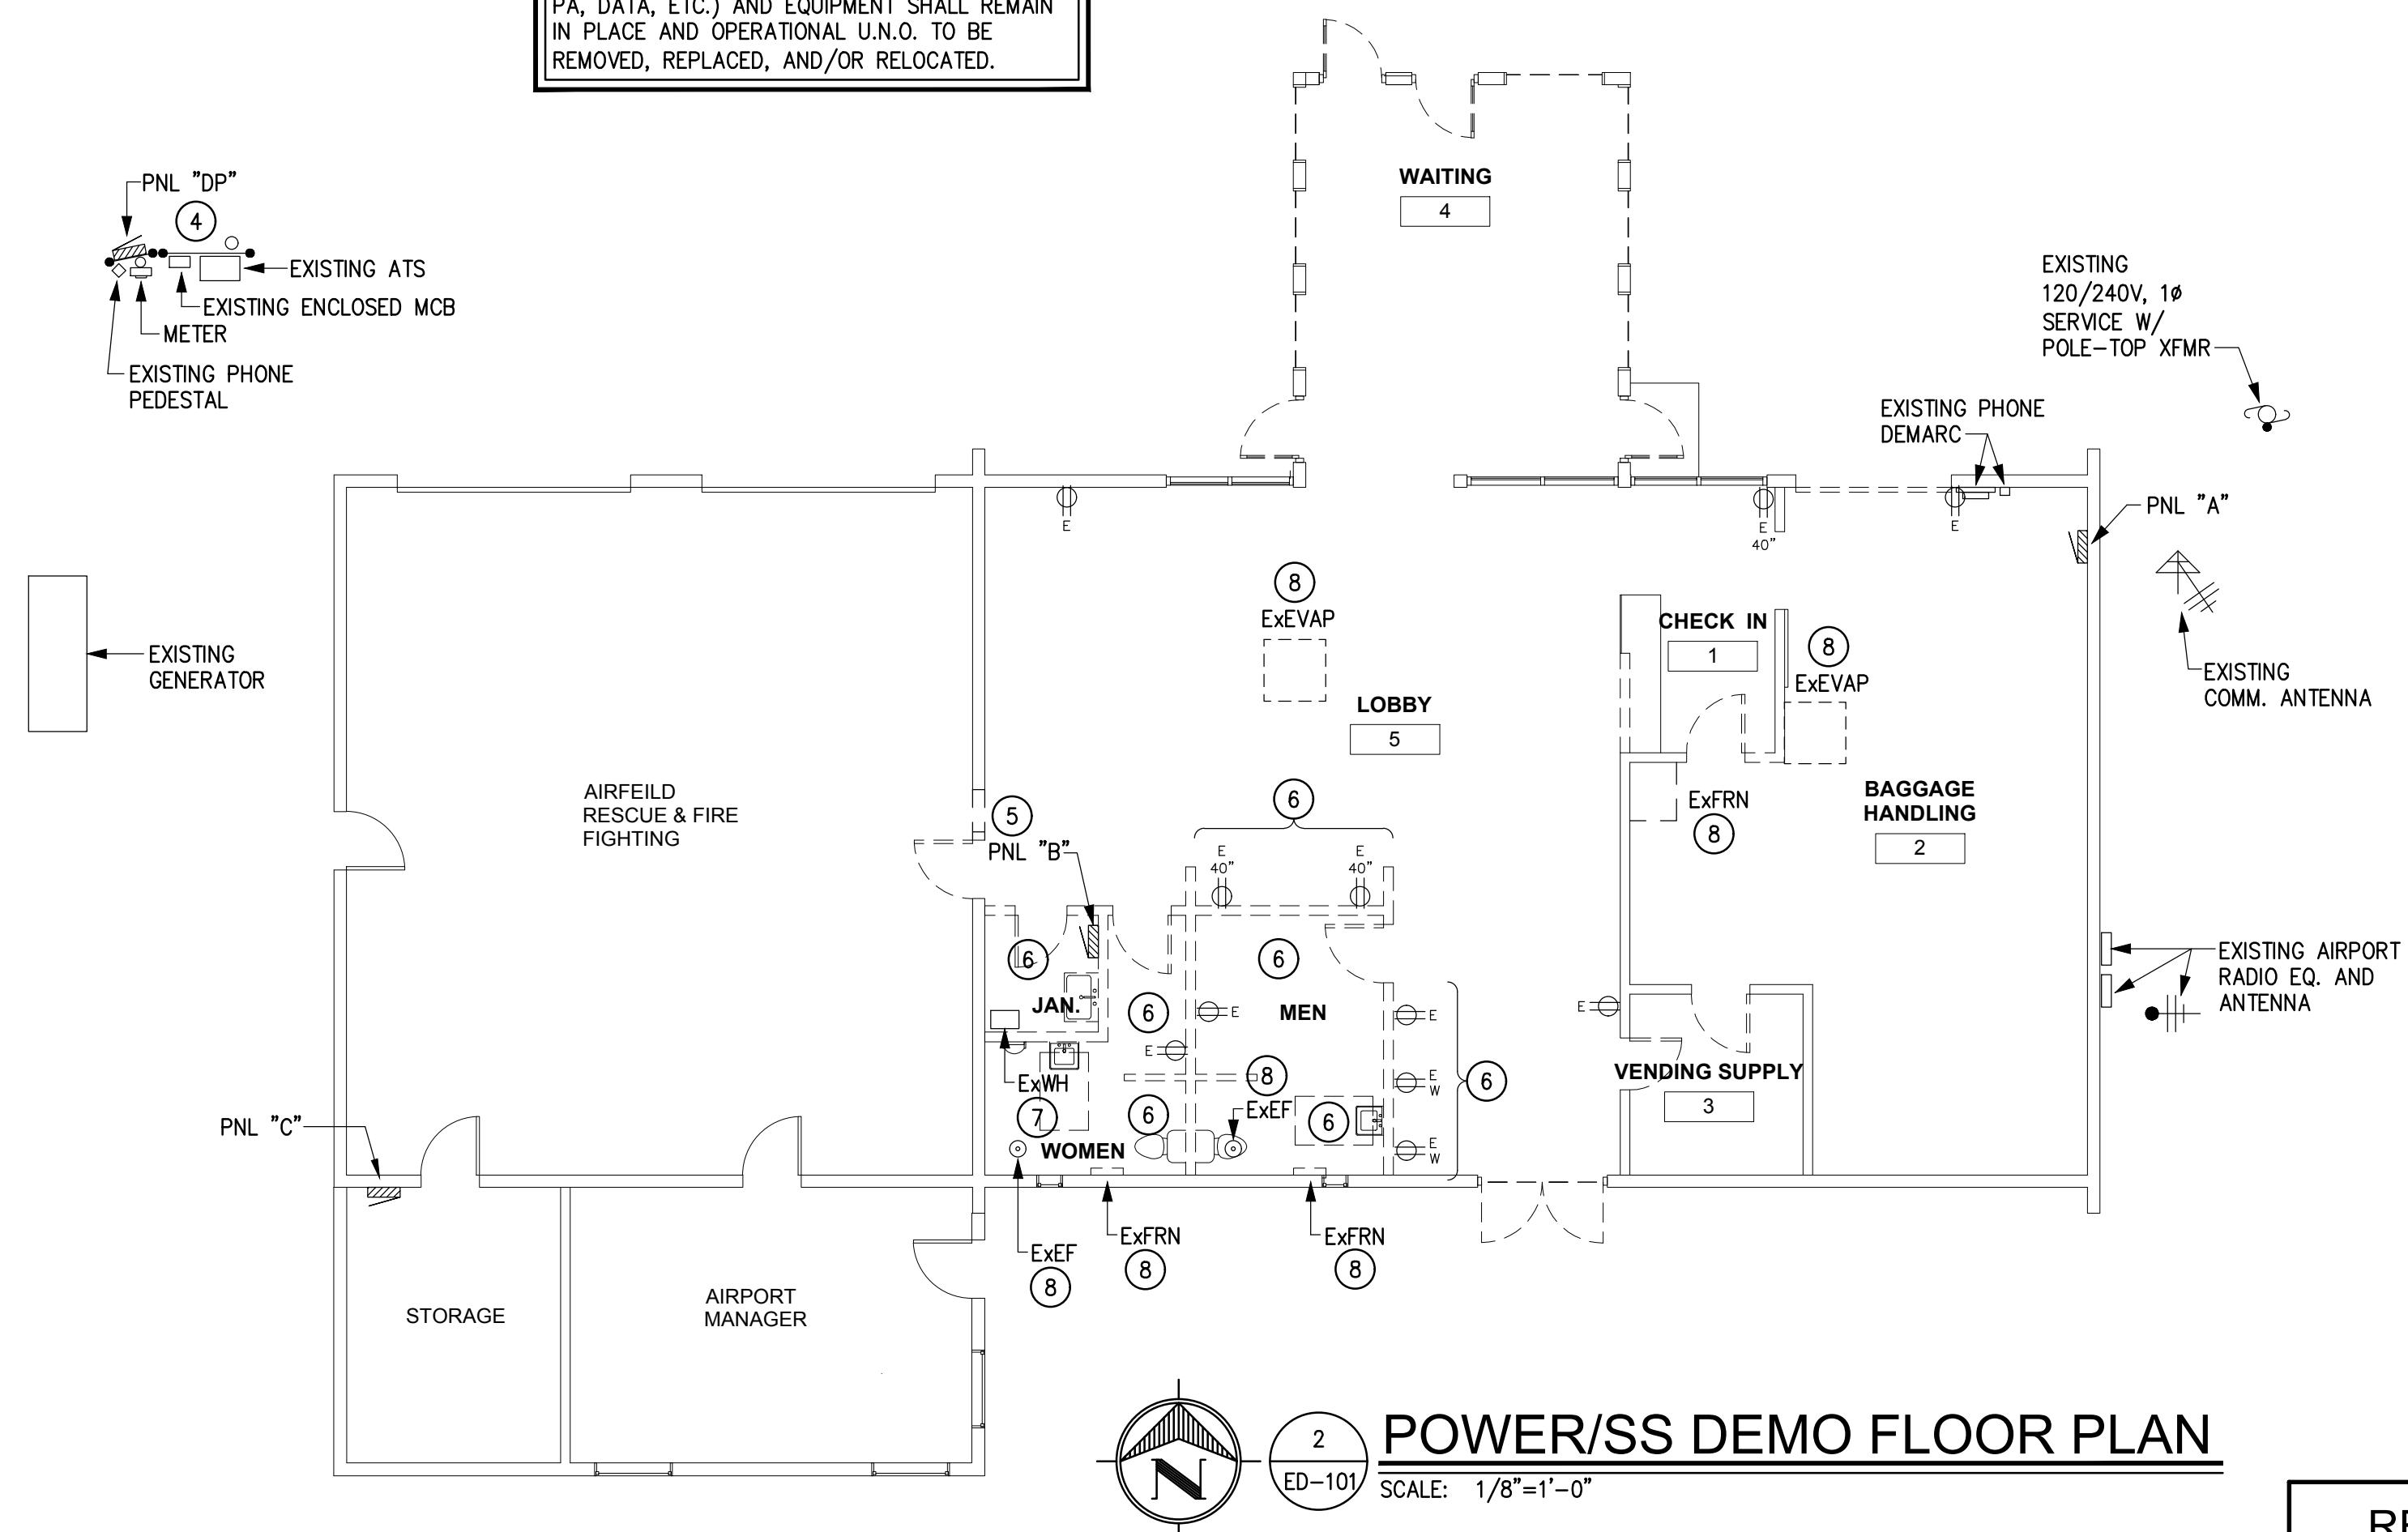 PA, DATA, ETC.) AND EQUIPMENT SHALL REMAIN
IN PLACE AND OPERATIONAL U.N.O. TO BE
REMOVED, REPLACED, AND/OR RELOCATED.
WAITING
4
PNL "DP"
4
EXISTING ATS
EXISTING ENCLOSED MCB
METER
EXISTING PHONE
PEDESTAL
EXISTING
120/240V, 1ø
SERVICE W/
POLE-TOP XFMR
EXISTING PHONE
DEMARC
E
E
40"
E
PNL "A"
8
ExEVAP
CHECK IN
1
8
ExEVAP
EXISTING
GENERATOR
EXISTING
COMM. ANTENNA
LOBBY
5
AIRFEILD
RESCUE & FIRE
FIGHTING
5
PNL "B"
6
E
40"
E
40"
ExFRN
8
BAGGAGE
HANDLING
2
6
6
JAN.
6
E
MEN
E
E
E
EXISTING AIRPORT
RADIO EQ. AND
ANTENNA
ExWH
7
6
8
ExEF
6
E
W
6
VENDING SUPPLY
3
PNL "C"
WOMEN
E
W
ExEF
8
ExFRN
8
ExFRN
8
STORAGE
AIRPORT
MANAGER
N
2
ED-101
POWER/SS DEMO FLOOR PLAN
SCALE: 1/8"=1'-0"